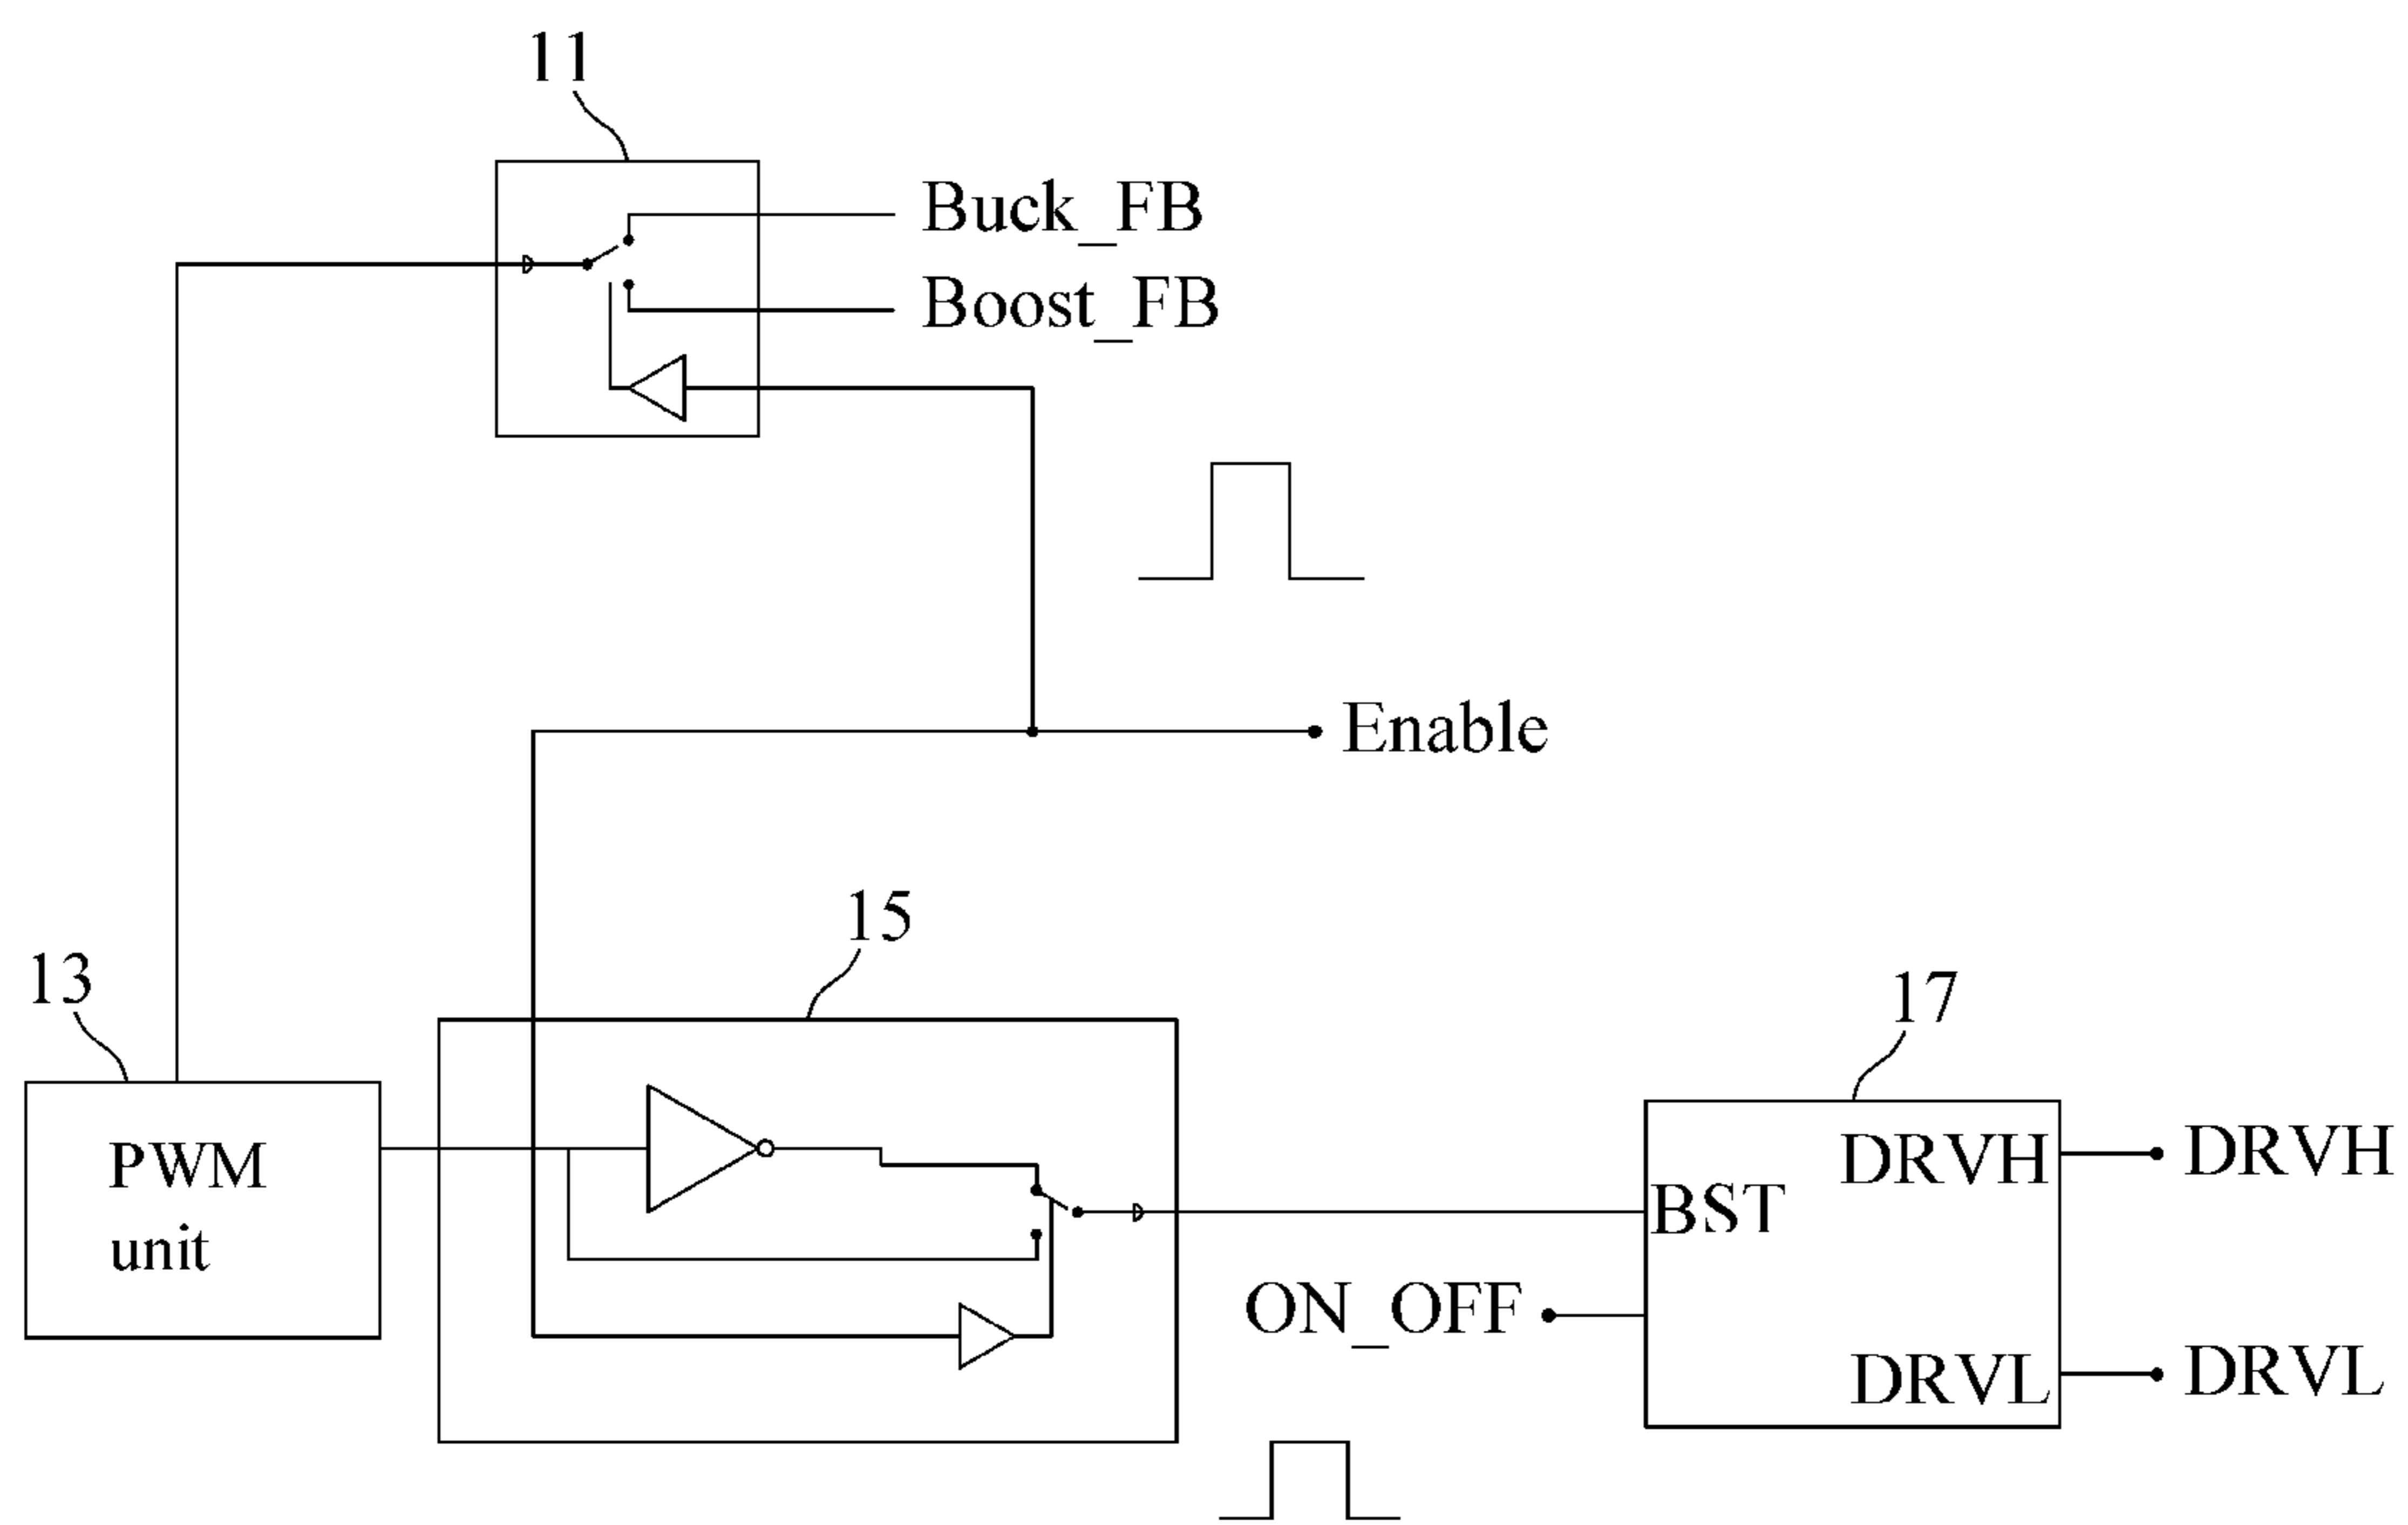 11
Buck_FB
Boost_FB
Enable
15
13
17
PWM
unit
DRVH
DRVH
BST
ON_OFF
DRVL
DRVL